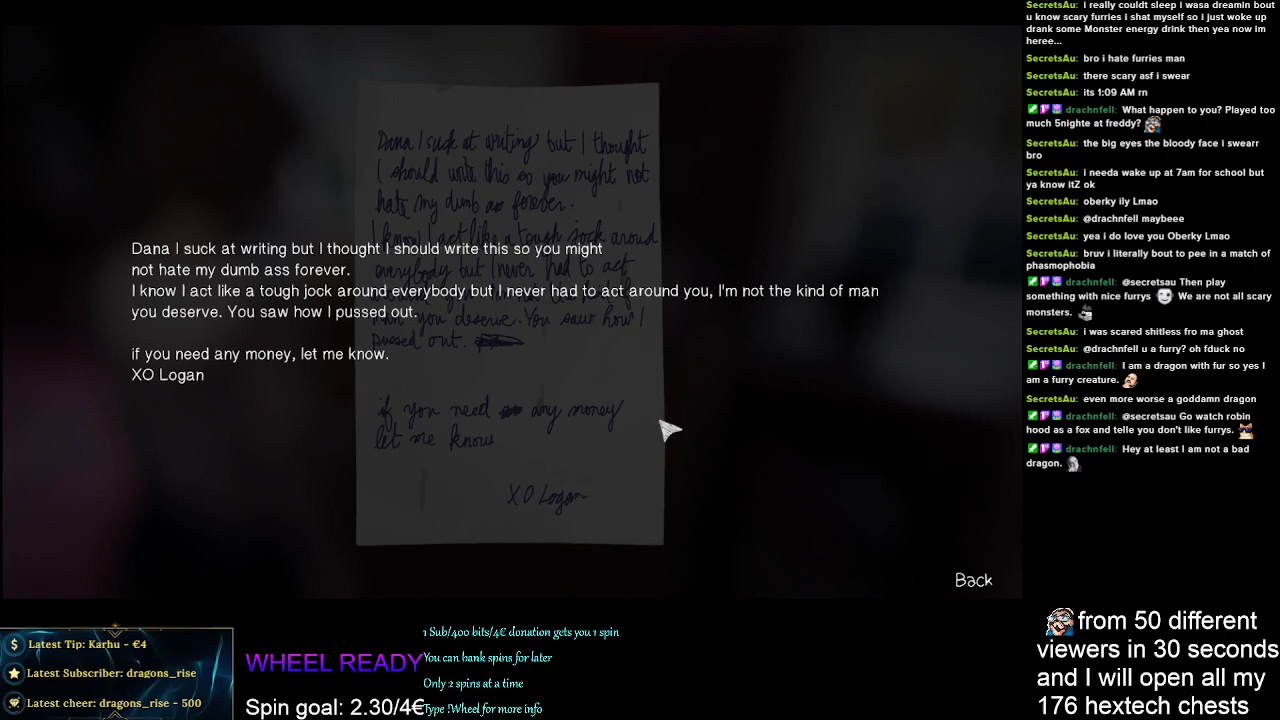 Dana I suck at writing but I thought
I should write this so you might not
hate my dumb ass forever.
know I act like a tough jock around
everybody but I never had to act
man you deserve. You saw how I
pussed out.
if you need any money
let me know
XO Logan
Dana I suck at writing but I thought I should write this so you might
not hate my dumb ass forever.
I know I act like a tough jock around everybody but I never had to act around you, I'm not the kind of man
you deserve. You saw how I pussed out.
if you need any money, let me know.
XO Logan
Back
SecretsAu: i really couldt sleep i wasa dreamin bout
u know scary furries i shat myself so i just woke up
drank some Monster energy drink then yea now im
hereee...
SecretsAu: bro i hate furries man
SecretsAu: there scary asf i swear
SecretsAu: its 1:09 AM rn
drachnfell: What happen to you? Played too
much 5nighte at freddy?
SecretsAu: the big eyes the bloody face i swearr
bro
SecretsAu: i needa wake up at 7am for school but
ya know itZ ok
SecretsAu: oberky ily Lmao
SecretsAu: @drachnfell maybeee
SecretsAu: yea i do love you Oberky Lmao
SecretsAu: bruv i literally bout to pee in a match of
phasmophobia
drachnfell: @secretsau Then play
something with nice furrys We are not all scary
monsters.
SecretsAu: i was scared shitless fro ma ghost
SecretsAu: @drachnfell u a furry? oh fduck no
drachnfell: I am a dragon with fur so yes I
am a furry creature.
SecretsAu: even more worse a goddamn dragon
drachnfell: @secretsau Go watch robin
hood as a fox and telle you don't like furrys.
drachnfell: Hey at least I am not a bad
dragon.
Latest Tip: Karhu - €4
Latest Subscriber: dragons_rise
Latest cheer: dragons_rise - 500
WHEEL READY
Spin goal: 2.30/4€
1 Sub/400 bits/4€ donation gets you 1 spin
You can bank spins for later
Only 2 spins at a time
Type !Wheel for more info
from 50 different
viewers in 30 seconds
and I will open all my
176 hextech chests